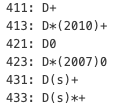 411: D+
413: D*(2010)+
421: D0
423: D*(2007)0
431: D(s)+
433: D(s)*+